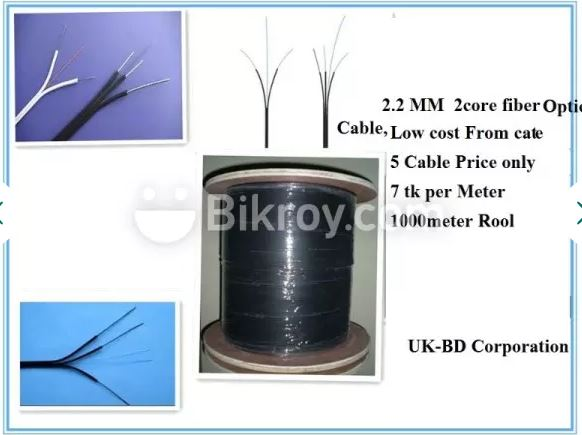 2.2 MM 2core fiber Optic
Cable, Low cost From cate
5 Cable Price only
7 tk per Meter
1000meter Rool
Bikroy.com
UK-BD Corporation